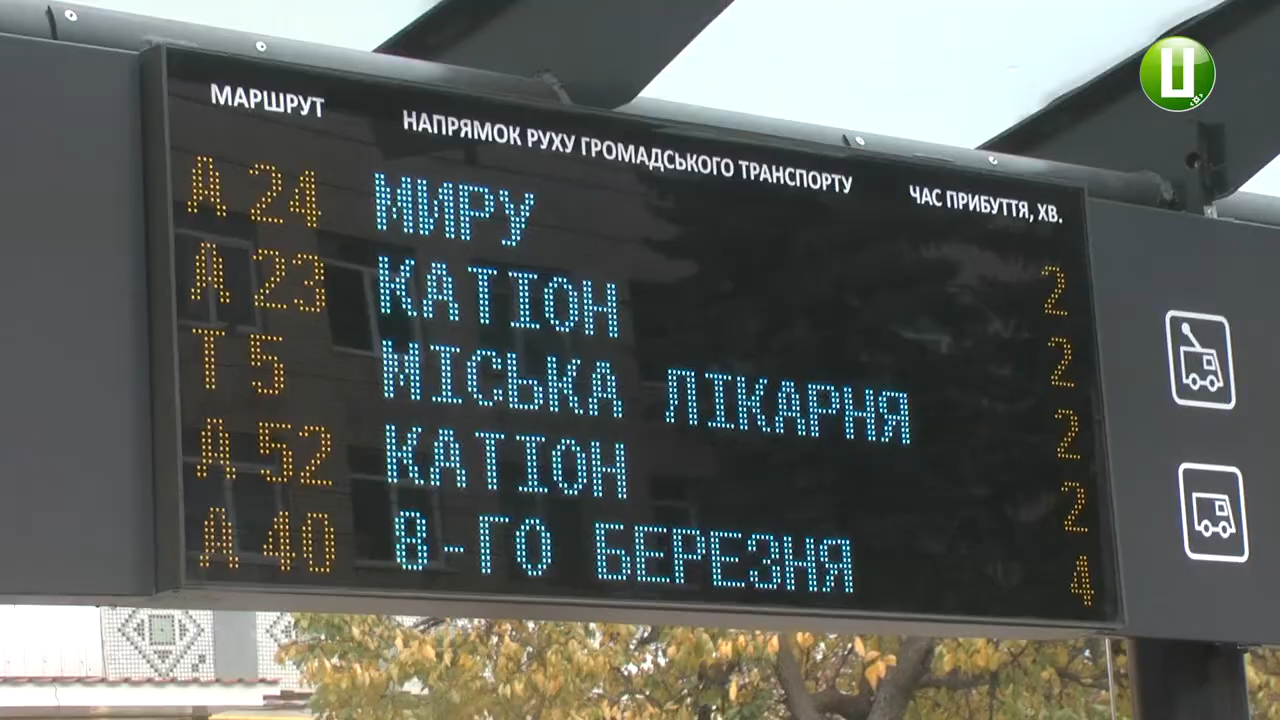 Ц
МАРШРУТ НАПРЯМОК РУХУ ГРОМАДСЬКОГО ТРАНСПОРТУ ЧАС ПРИБУТТЯ, ХВ.
А 24 МИРУ
А 23 КАТІОН 2
Т 5 МІСЬКА ЛІКАРНЯ 2
А 52 КАТІОН 2
А 40 8-ГО БЕРЕЗНЯ 2
4